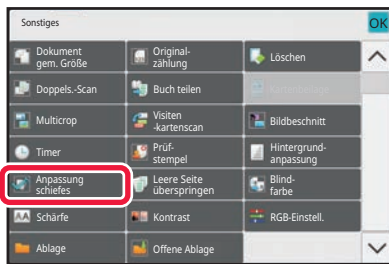 Sonstiges
OK
Dokument
gem. Größe
Original-
zählung
Löschen
Doppels.-Scan
Buch teilen
Multicrop
Visiten
-kartenscan
Bildbeschnitt
Timer
Prüf-
stempel
Hintergrund-
anpassung
Anpassung
schiefes
Leere Seite
überspringen
Blind-
farbe
AA Schärfe
Kontrast
RGB-Einstell.
Ablage
Offene Ablage